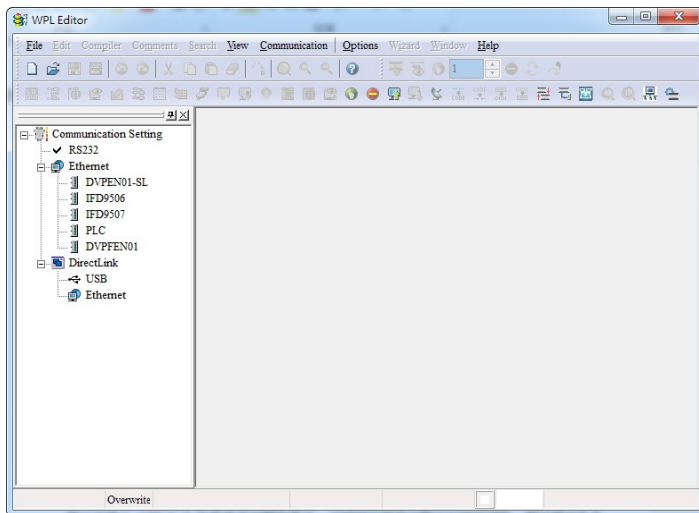 WPL Editor
File Edit Compiler Comments Search View Communication Options Wizard Window Help
1
Communication Setting
RS232
Ethernet
DVPEN01-SL
IFD9506
IFD9507
PLC
DVPFEN01
DirectLink
USB
Ethernet
Overwrite